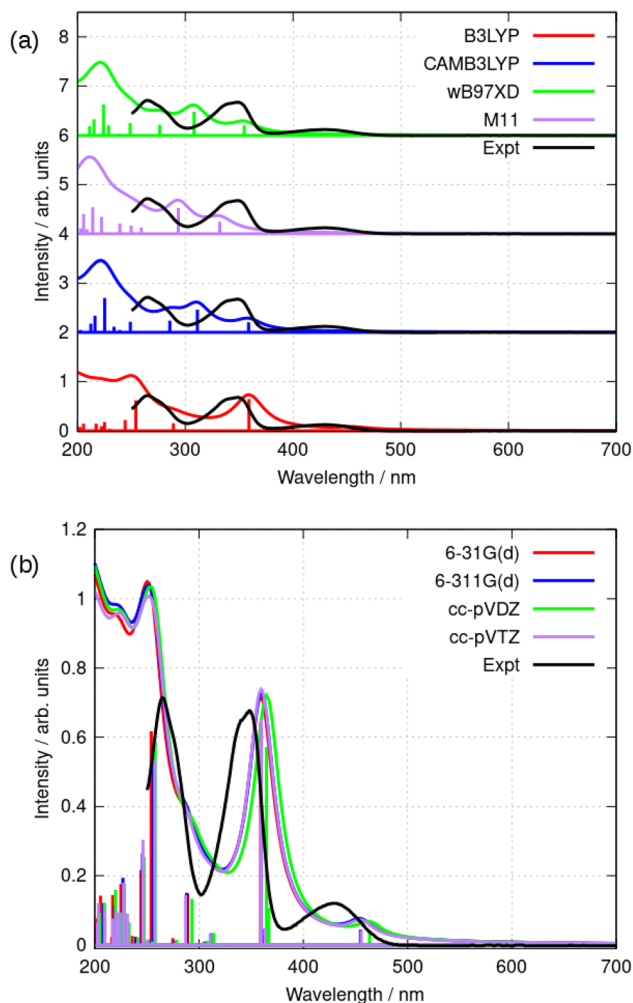 (a)
8
7
6
5
4
3
2
1
0
Intensity / arb. units
B3LYP
CAMB3LYP
wB97XD
M11
Expt
200 300 400 500 600 700
Wavelength / nm
(b)
1.2
1
0.8
0.6
0.4
0.2
0
Intensity / arb. units
6-31G(d)
6-311G(d)
cc-pVDZ
cc-pVTZ
Expt
200 300 400 500 600 700
Wavelength / nm